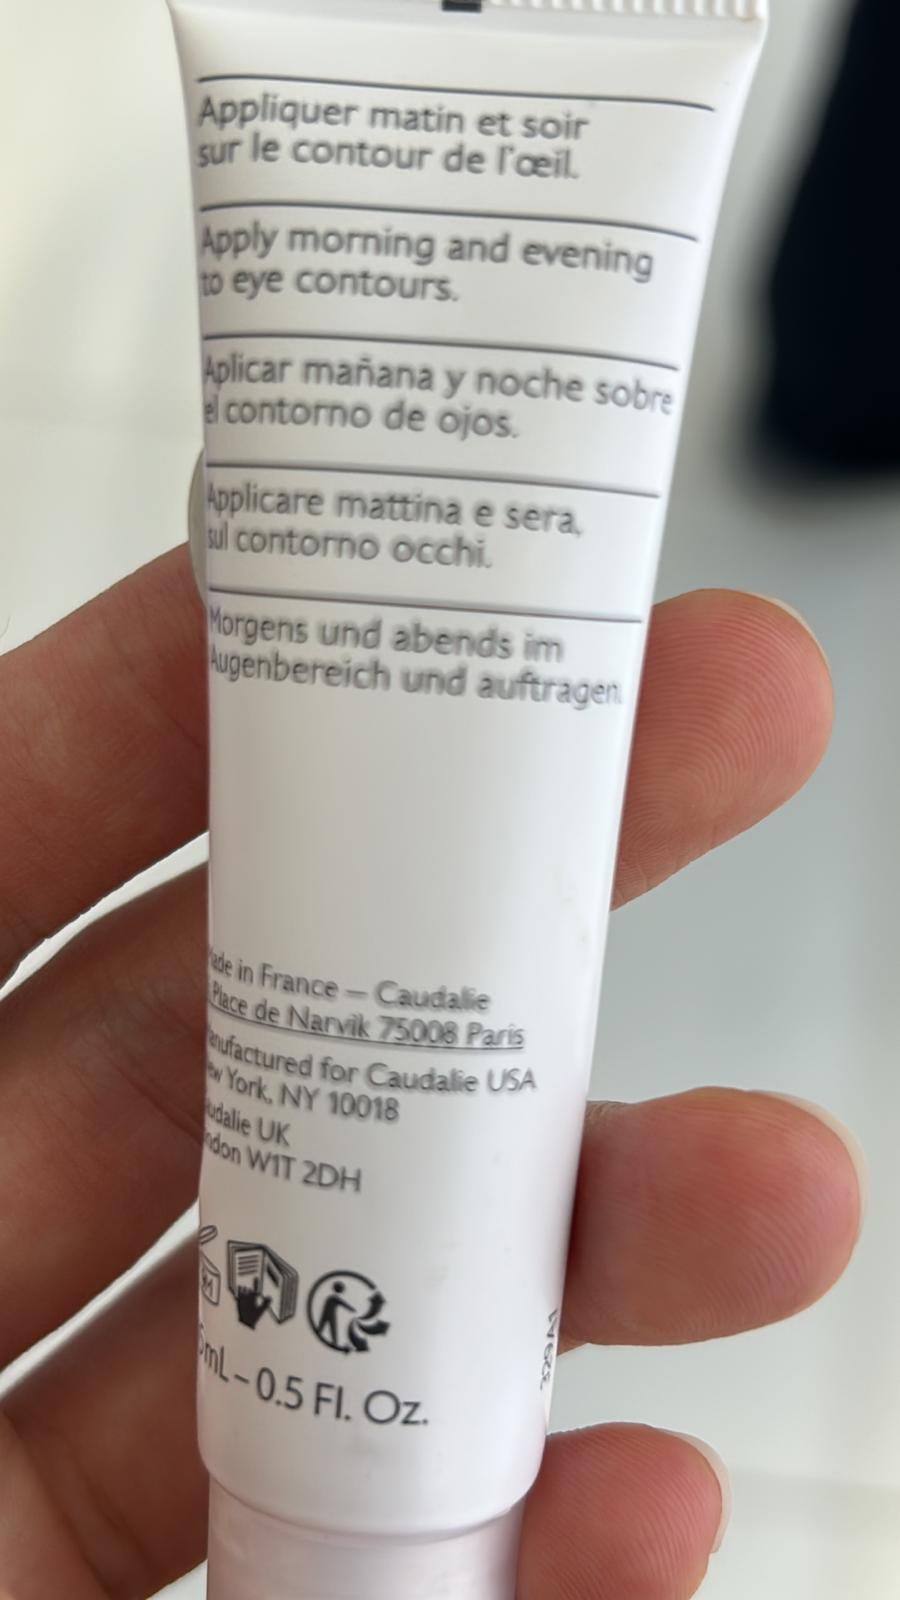 Appliquer matin et soir
sur le contour de l'œil.
Apply morning and evening
to eye contours.
Aplicar mañana y noche sobre
el contorno de ojos.
Applicare mattina e sera,
sul contorno occhi.
Morgens und abends im
Augenbereich und auftragen.
Made in France – Caudalie
Place de Narvik 75008 Paris
Manufactured for Caudalie USA
New York, NY 10018
Caudalie UK
London W1T 2DH
mL – 0.5 Fl. Oz.